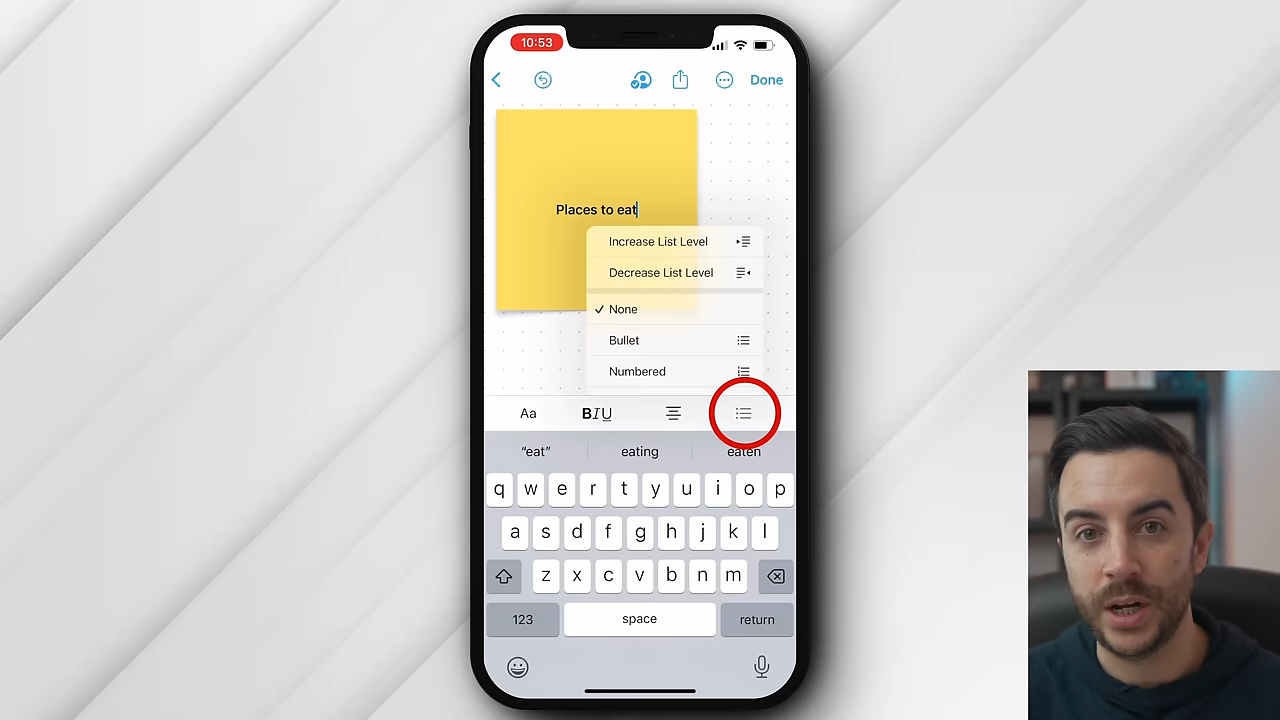 10:53
Done
Places to eat
Increase List Level
Decrease List Level
✓ None
Bullet
Numbered
Aa BIU
“eat” eating eaten
q w e r t y u i o p
a s d f g h j k l
z x c v b n m
123 space return